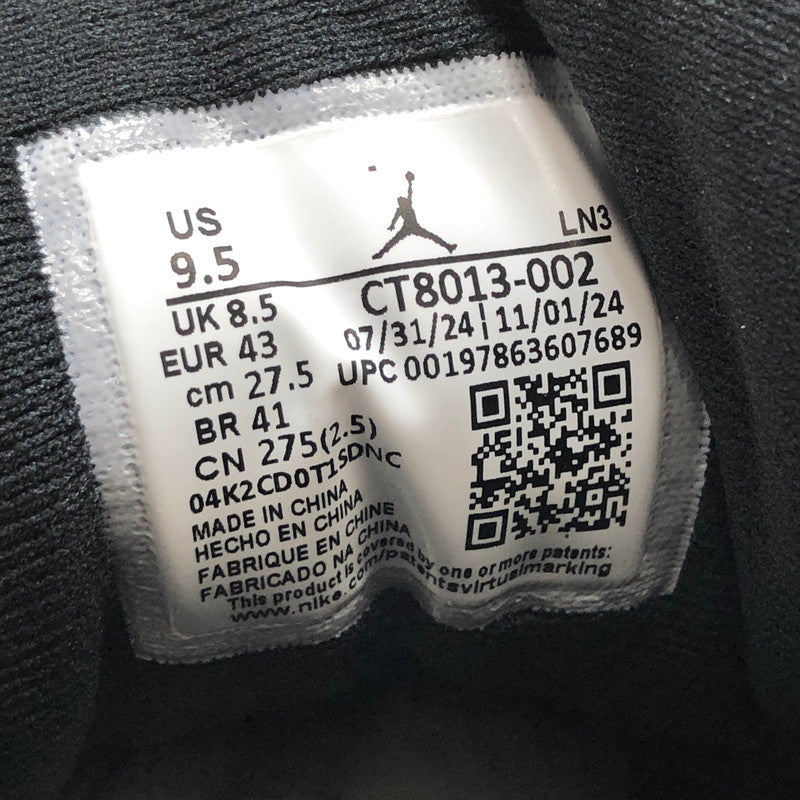 US
9.5
LN3
UK 8.5
CT8013-002
EUR 43
07/31/24 | 11/01/24
cm 27.5
UPC 00197863607689
BR 41
CN 275(2.5)
04K2CD0T1SDNC
MADE IN CHINA
HECHO EN CHINA
FABRIQUE EN CHINE
FABRICADO NA CHINA
This product is covered by one or more patents:
www.nike.com/patentsvirtualmarking